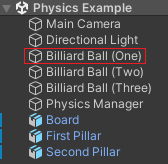 Physics Example
Main Camera
Directional Light
Billiard Ball (One)
Billiard Ball (Two)
Billiard Ball (Three)
Physics Manager
Board
First Pillar
Second Pillar